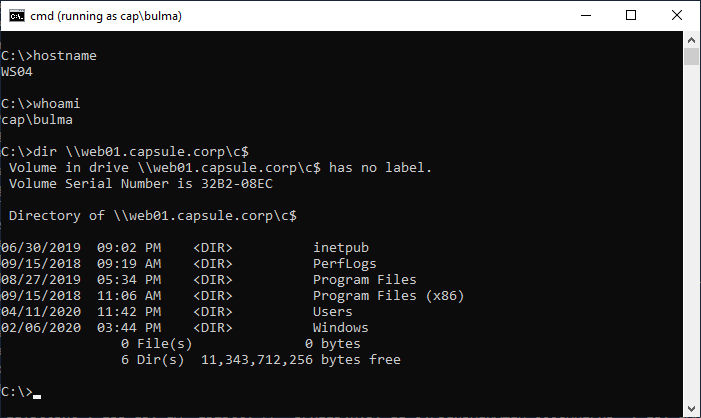 cmd (running as cap\bulma)
C:\>hostname
WS04
C:\>whoami
cap\bulma
C:\>dir \\web01.capsule.corp\c$
 Volume in drive \\web01.capsule.corp\c$ has no label.
 Volume Serial Number is 32B2-08EC
 Directory of \\web01.capsule.corp\c$
06/30/2019  09:02 PM    <DIR>          inetpub
09/15/2018  09:19 AM    <DIR>          PerfLogs
08/27/2019  05:34 PM    <DIR>          Program Files
09/15/2018  11:06 AM    <DIR>          Program Files (x86)
04/11/2020  11:42 PM    <DIR>          Users
02/06/2020  03:44 PM    <DIR>          Windows
               0 File(s)              0 bytes
               6 Dir(s)  11,343,712,256 bytes free
C:\>